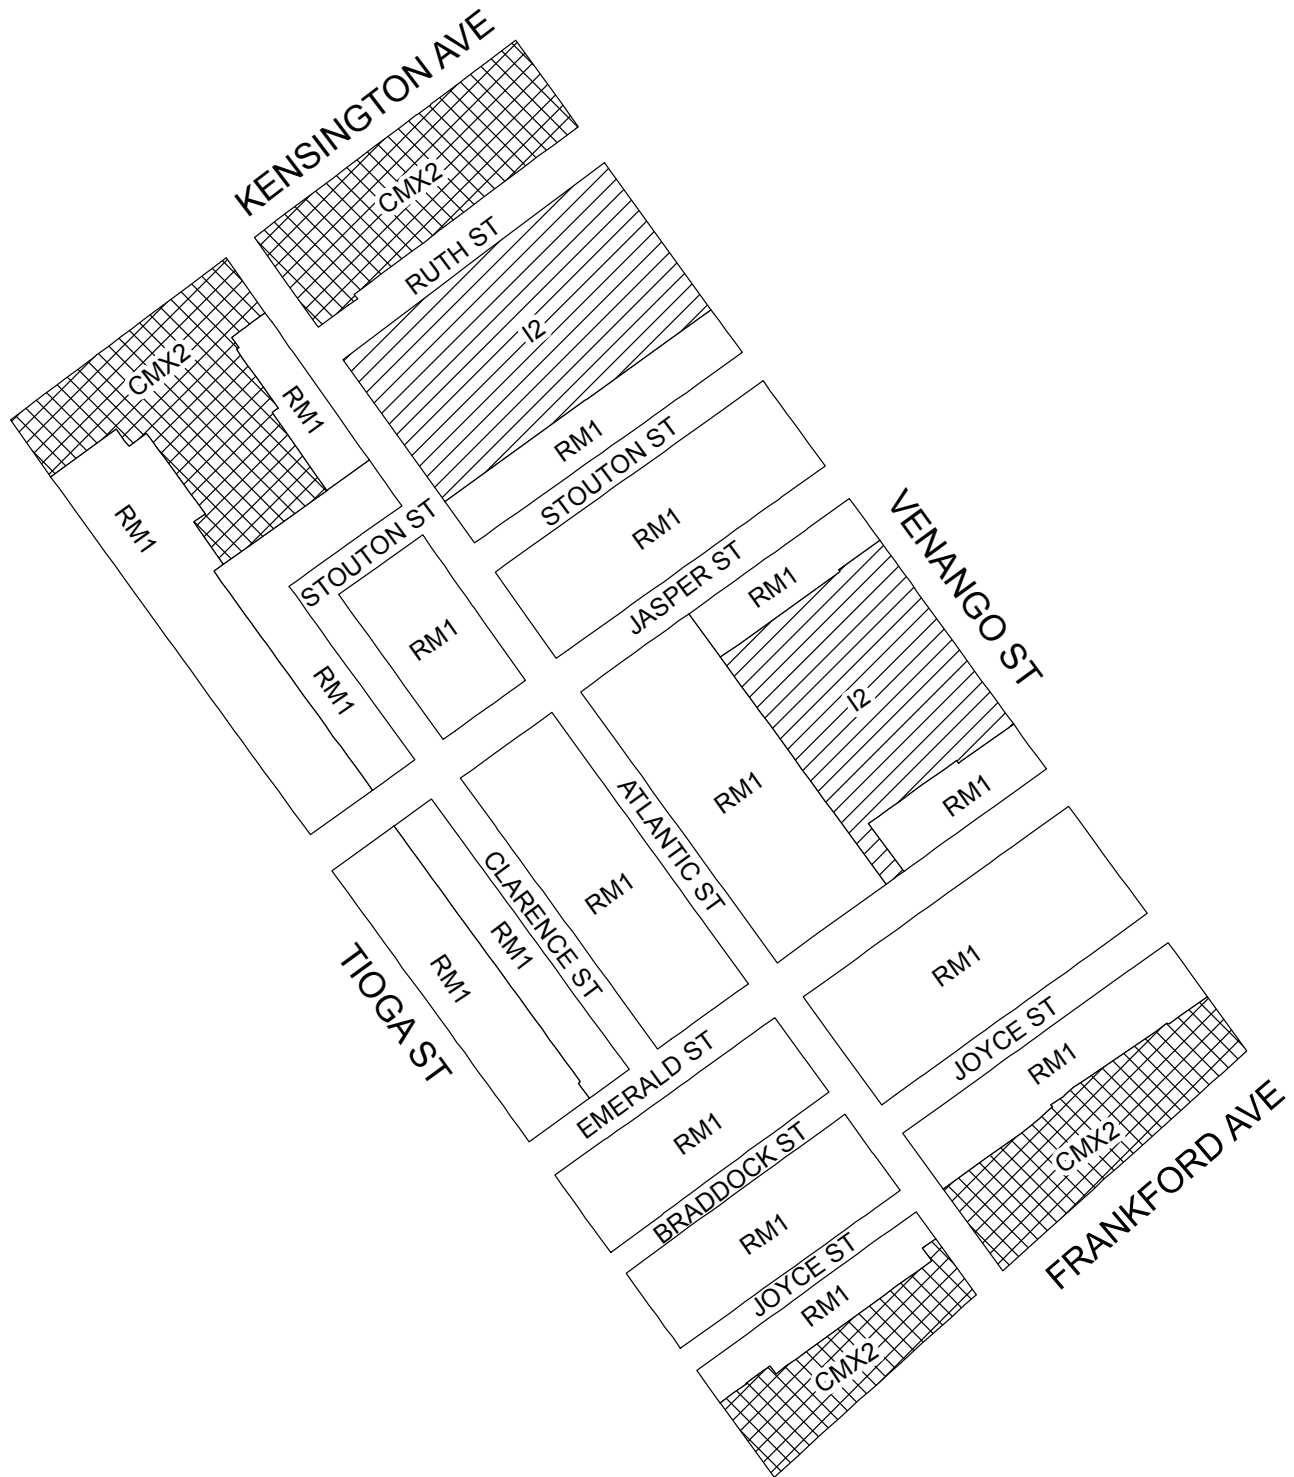 KENSINGTON AVE
CMX2
RUTH ST
I2
CMX2
RM1
RM1
STOUTON ST
RM1
RM1
STOUTON ST
JASPER ST
RM1
VENANGO ST
RM1
RM1
I2
RM1
ATLANTIC ST
RM1
RM1
CLARENCE ST
RM1
RM1
RM1
TIOGA ST
RM1
EMERALD ST
JOYCE ST
RM1
RM1
BRADDOCK ST
CMX2
FRANKFORD AVE
RM1
JOYCE ST
RM1
CMX2